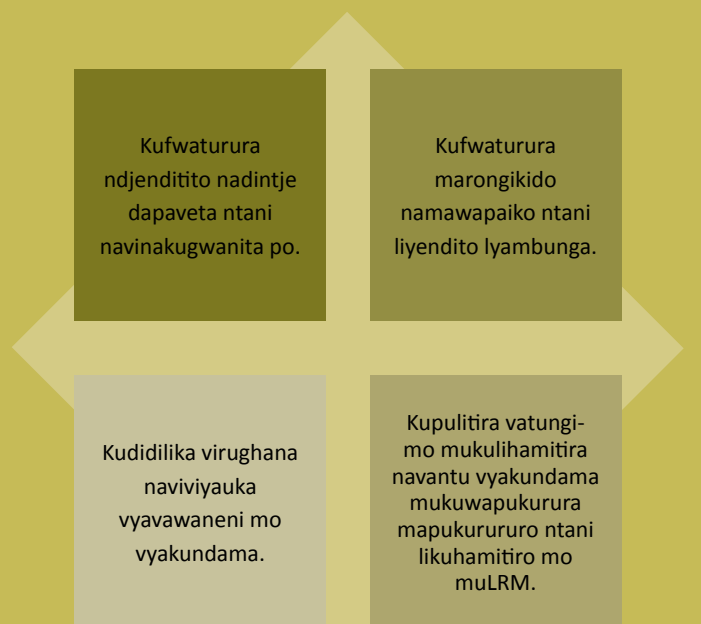 Kufwaturura
ndjenditito nadintje
dapaveta ntani
navinakugwanita po.
Kufwaturura
marongikido
namawapaiko ntani
liyendito lyambunga.
Kudidilika virughana
naviviyauka
vyavawaneni mo
vyakundama.
Kupulitira vatungi-
mo mukulihamitira
navantu vyakundama
mukuwapukurura
mapukurururo ntani
likuhamitiro mo
muLRM.